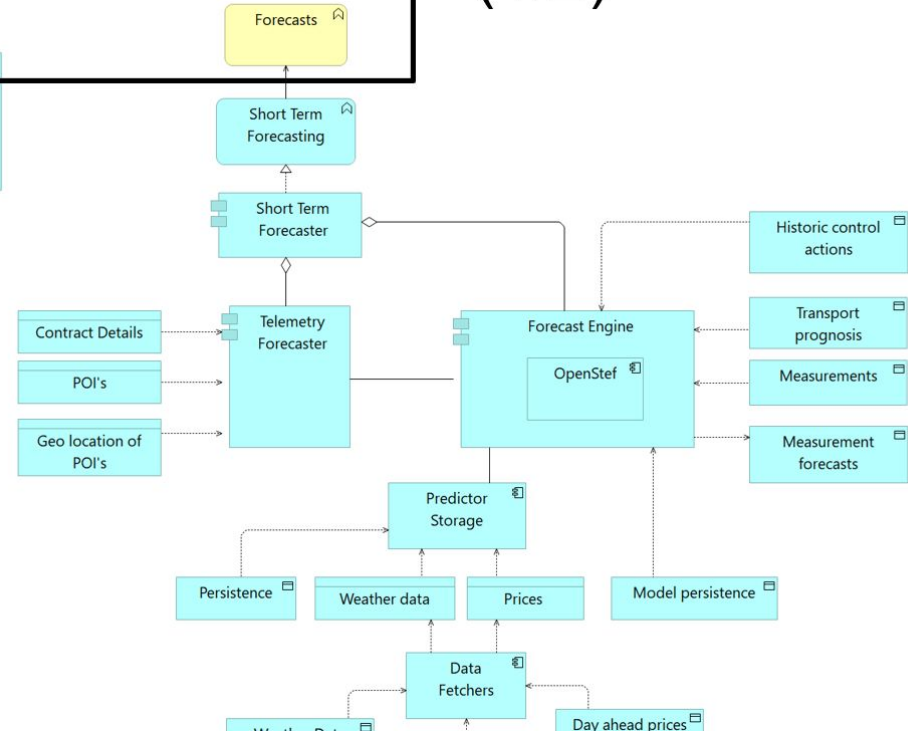 Forecasts
Short Term
Forecasting
Short Term
Forecaster
Historic control
actions
Contract Details
Telemetry
Forecaster
Forecast Engine
Transport
prognosis
OpenStef
POI's
Measurements
Geo location of
POI's
Measurement
forecasts
Predictor
Storage
Persistence
Weather data
Prices
Model persistence
Data
Fetchers
Day ahead prices